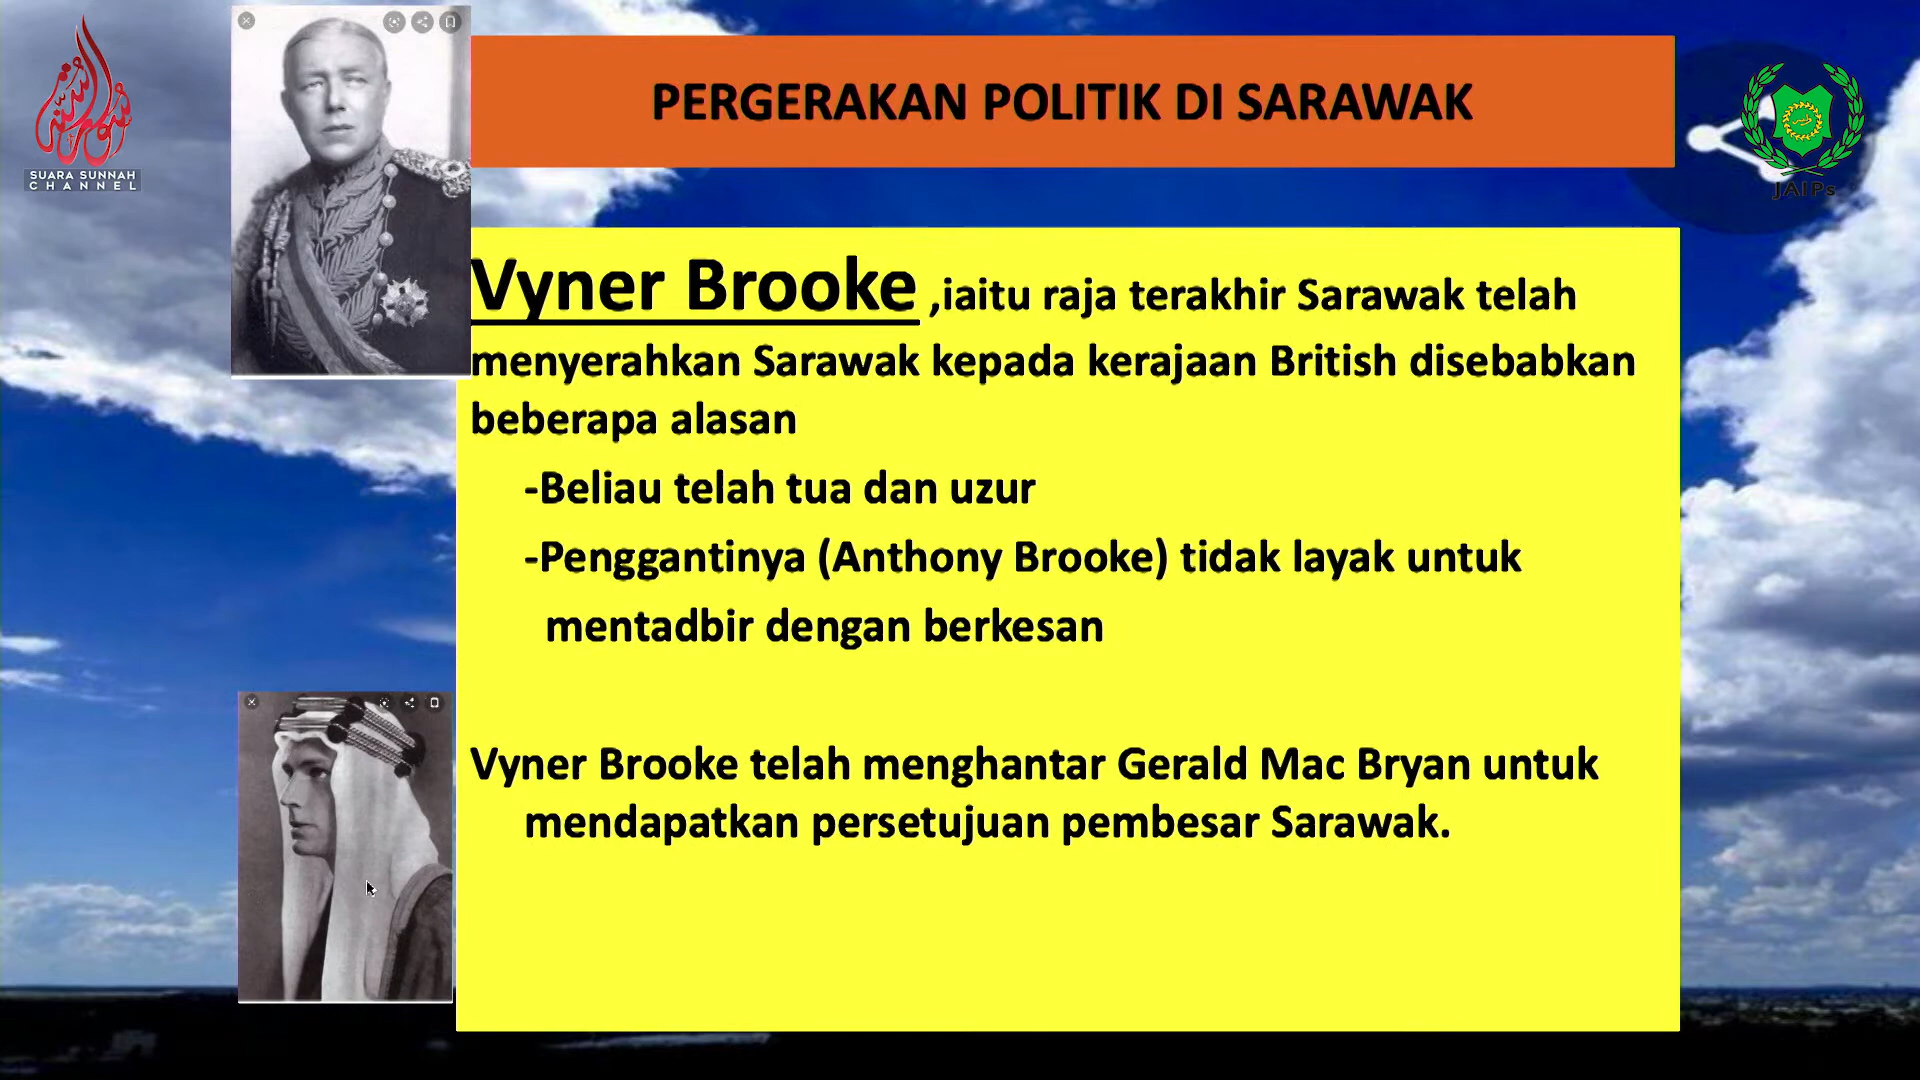 SUARA SUNNAH
CHANNEL
PERGERAKAN POLITIK DI SARAWAK
JAIPs
Vyner Brooke ,iaitu raja terakhir Sarawak telah
menyerahkan Sarawak kepada kerajaan British disebabkan
beberapa alasan
-Beliau telah tua dan uzur
-Penggantinya (Anthony Brooke) tidak layak untuk
mentadbir dengan berkesan
Vyner Brooke telah menghantar Gerald Mac Bryan untuk
mendapatkan persetujuan pembesar Sarawak.